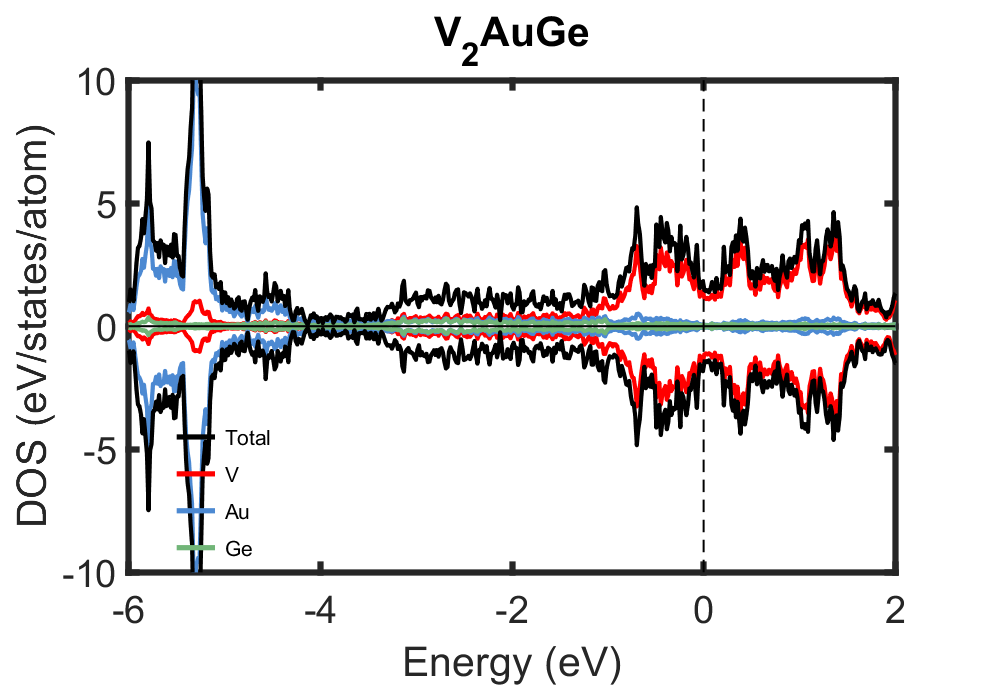 V₂AuGe
DOS (eV/states/atom)
10
5
0
-5
-10
Total
V
Au
Ge
-6 -4 -2 0 2
Energy (eV)